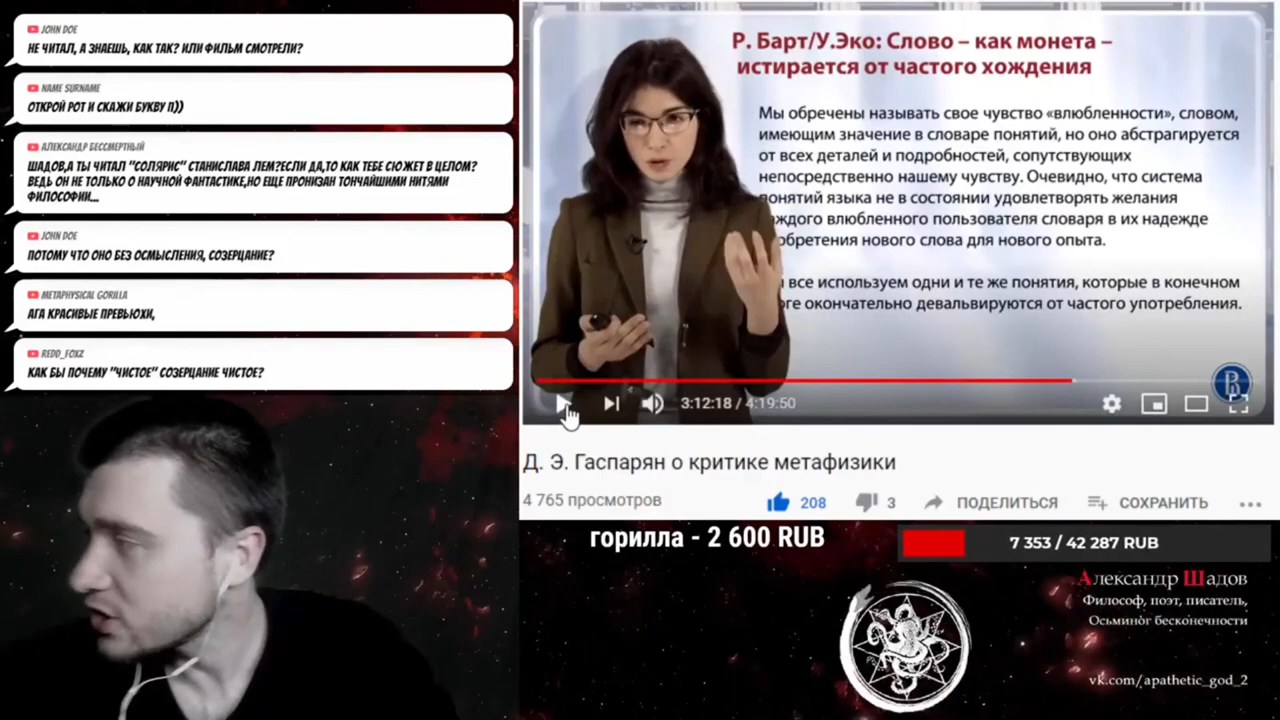 JOHN DOE
НЕ ЧИТАЛ, А ЗНАЕШЬ, КАК ТАК? ИЛИ ФИЛЬМ СМОТРЕЛИ?
NAME SURNAME
ОТКРОЙ РОТ И СКАЖИ БУКВУ П))
АЛЕКСАНДР БЕССМЕРТНЫЙ
ШАДОВ,А ТЫ ЧИТАЛ "СОЛЯРИС" СТАНИСЛАВА ЛЕМ?ЕСЛИ ДА,ТО КАК ТЕБЕ СЮЖЕТ В ЦЕЛОМ?
ВЕДЬ ОН НЕ ТОЛЬКО О НАУЧНОЙ ФАНТАСТИКЕ,НО ЕЩЕ ПРОНИЗАН ТОНЧАЙШИМИ НИТЯМИ
ФИЛОСОФИИ...
JOHN DOE
ПОТОМУ ЧТО ОНО БЕЗ ОСМЫСЛЕНИЯ, СОЗЕРЦАНИЕ?
METAPHYSICAL GORILLA
АГА КРАСИВЫЕ ПРЕВЬЮХИ,
REDD_FOXZ
КАК БЫ ПОЧЕМУ "ЧИСТОЕ" СОЗЕРЦАНИЕ ЧИСТОЕ?
Р. Барт/У.Эко: Слово – как монета –
истирается от частого хождения
Мы обречены называть свое чувство «влюбленности», словом,
имеющим значение в словаре понятий, но оно абстрагируется
от всех деталей и подробностей, сопутствующих
непосредственно нашему чувству. Очевидно, что система
понятий языка не в состоянии удовлетворять желания
аждого влюбленного пользователя словаря в их надежде
обретения нового слова для нового опыта.
все используем одни и те же понятия, которые в конечном
оге окончательно девальвируются от частого употребления.
3:12:18 / 4:19:50
Д. Э. Гаспарян о критике метафизики
4 765 просмотров
208
3
ПОДЕЛИТЬСЯ
СОХРАНИТЬ
горилла - 2 600 RUB
7 353 / 42 287 RUB
Александр Шадов
Философ, поэт, писатель,
Осьминог бесконечности
vk.com/apathetic_god_2